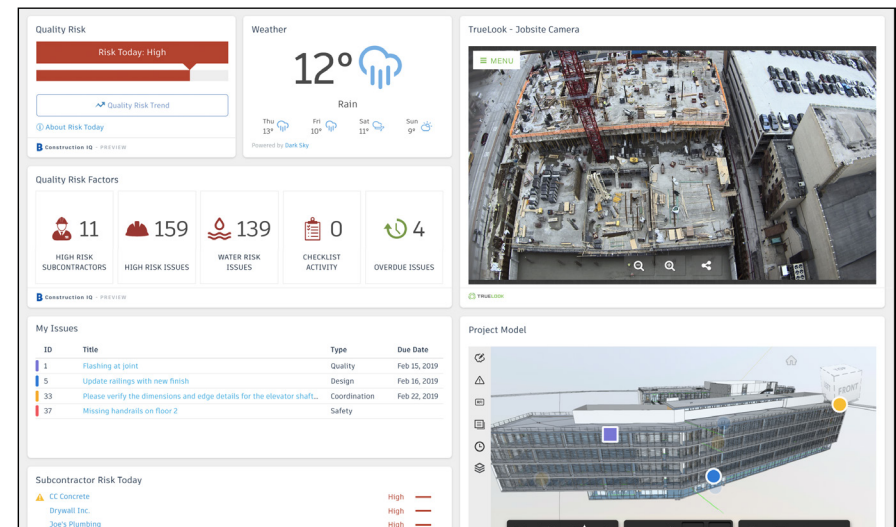 Quality Risk
Risk Today: High
Quality Risk Trend
About Risk Today
Construction IQ · PREVIEW
Weather
12°
Rain
Thu Fri Sat Sun
13° 10° 11° 9°
Powered by Dark Sky
TrueLook - Jobsite Camera
MENU
TRUELOOK
Quality Risk Factors
11 159 139 0 4
HIGH RISK SUBCONTRACTORS
HIGH RISK ISSUES
WATER RISK ISSUES
CHECKLIST ACTIVITY
OVERDUE ISSUES
Construction IQ · PREVIEW
My Issues
ID Title Type Due Date
1 Flashing at joint Quality Feb 15, 2019
5 Update railings with new finish Design Feb 16, 2019
33 Please verify the dimensions and edge details for the elevator shaft... Coordination Feb 22, 2019
37 Missing handrails on floor 2 Safety
Project Model
FRONT
Subcontractor Risk Today
CC Concrete High
Drywall Inc. High
Joe's Plumbing High